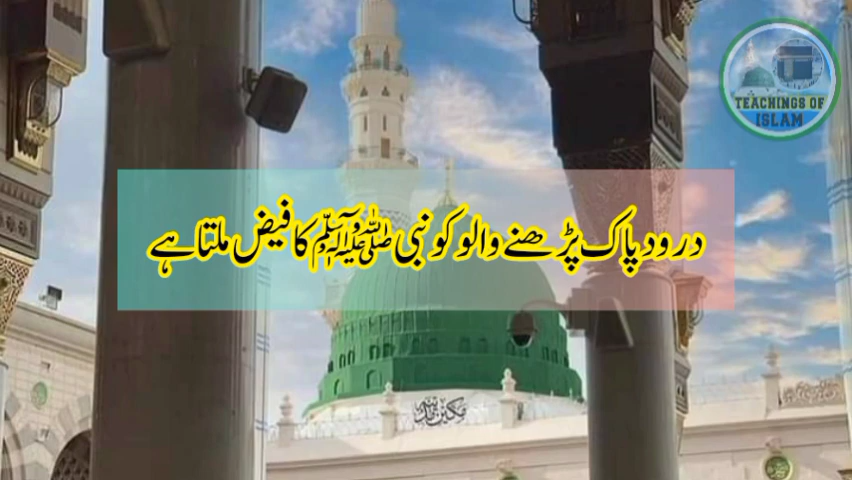 TEACHINGS OF
ISLAM
درود پاک پڑھنے والو کو نبی ﷺ کا فیض ملتا ہے